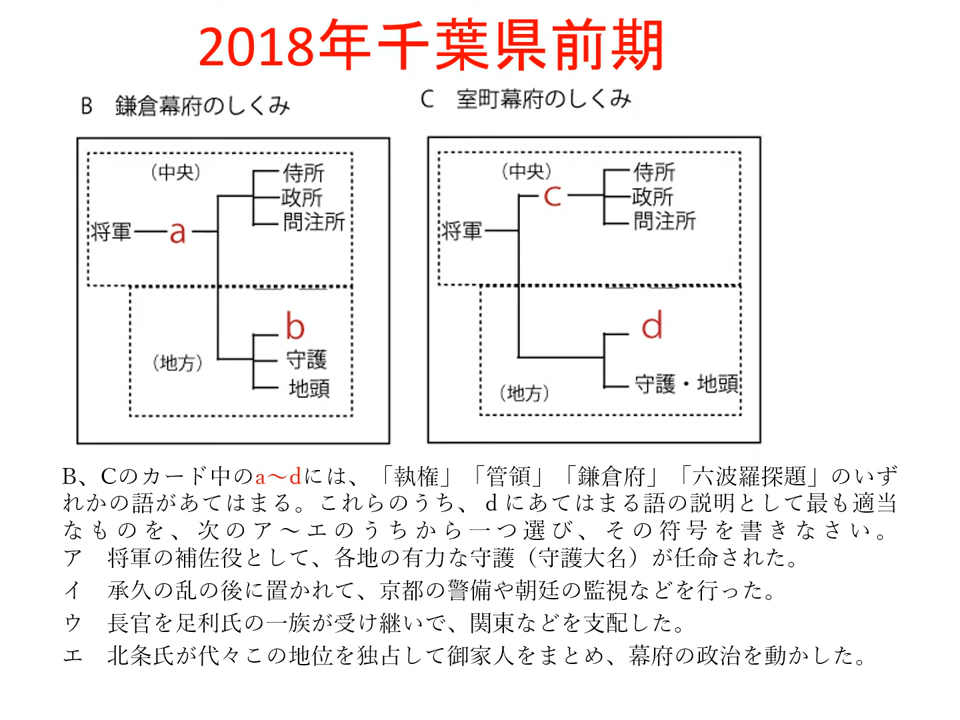 2018年千葉県前期
B　鎌倉幕府のしくみ
(中央)
侍所
政所
問注所
将軍
a
b
(地方)
守護
地頭
C　室町幕府のしくみ
(中央)
侍所
政所
問注所
将軍
c
d
(地方)
守護・地頭
B、Cのカード中のa～dには、「執権」「管領」「鎌倉府」「六波羅探題」のいず
れかの語があてはまる。これらのうち、ｄにあてはまる語の説明として最も適当
なものを、次のア～エのうちから一つ選び、その符号を書きなさい。
ア　将軍の補佐役として、各地の有力な守護（守護大名）が任命された。
イ　承久の乱の後に置かれて、京都の警備や朝廷の監視などを行った。
ウ　長官を足利氏の一族が受け継いで、関東などを支配した。
エ　北条氏が代々この地位を独占して御家人をまとめ、幕府の政治を動かした。